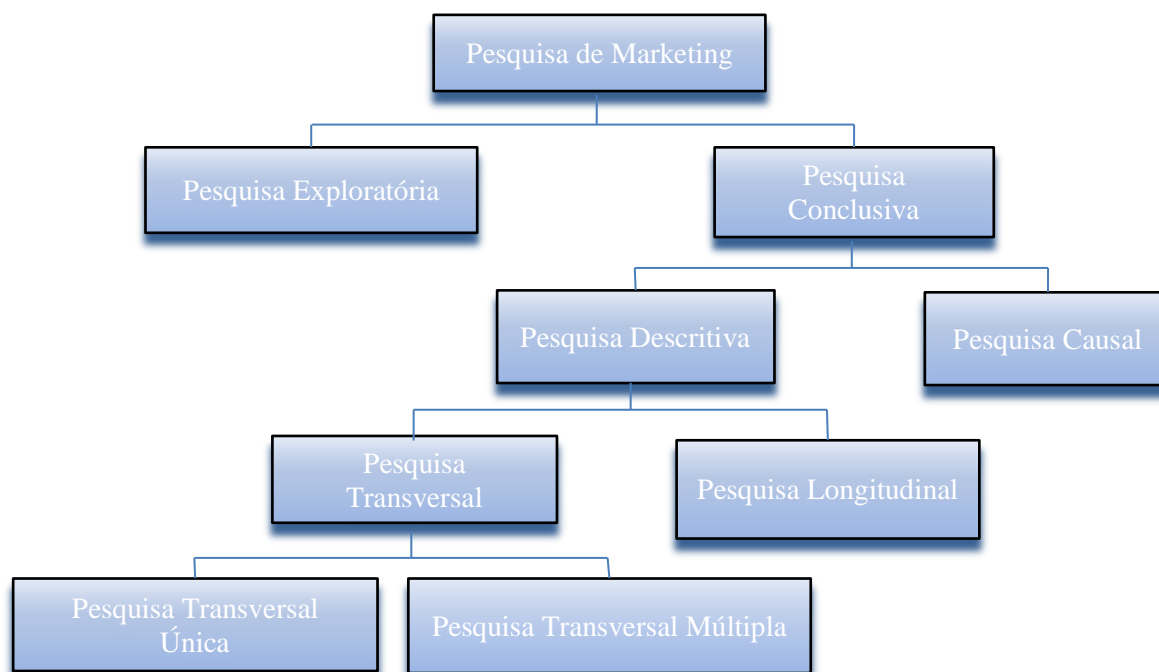 Pesquisa de Marketing
Pesquisa Exploratória
Pesquisa
Conclusiva
Pesquisa Descritiva
Pesquisa Causal
Pesquisa
Transversal
Pesquisa Longitudinal
Pesquisa Transversal
Única
Pesquisa Transversal Múltipla